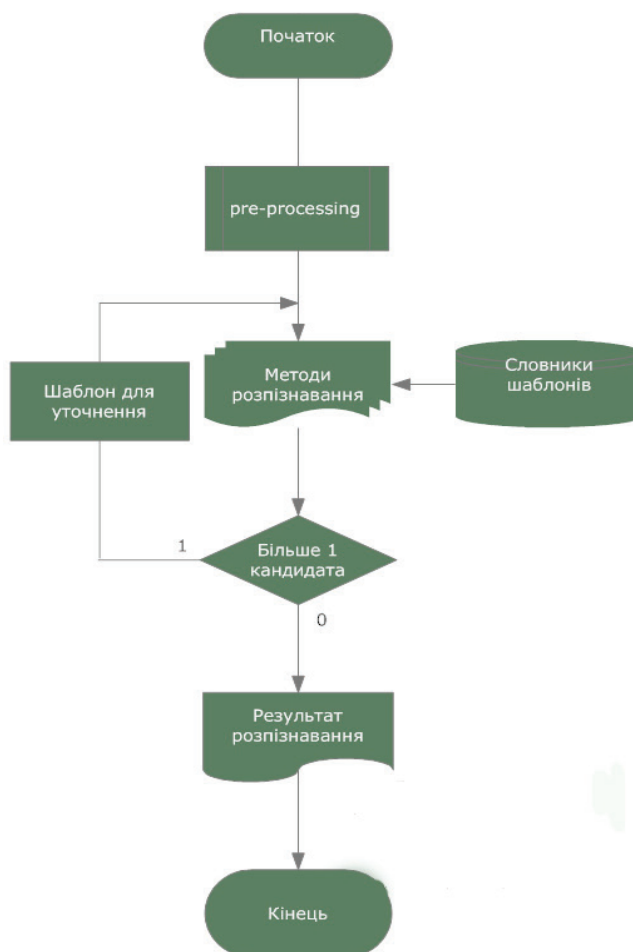 Початок
pre-processing
Шаблон для
уточнення
Методи
розпізнавання
Словники
шаблонів
1
Більше 1
кандидата
0
Результат
розпізнавання
Кінець